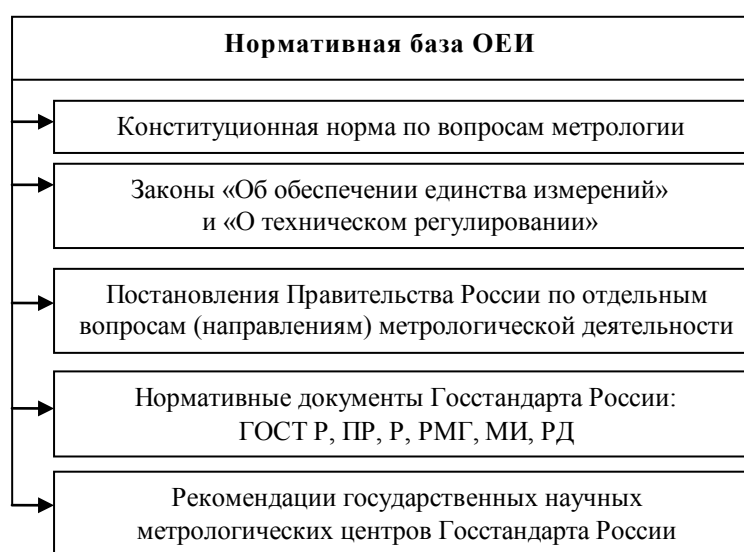 Нормативная база ОЕИ
Конституционная норма по вопросам метрологии
Законы «Об обеспечении единства измерений»
и «О техническом регулировании»
Постановления Правительства России по отдельным
вопросам (направлениям) метрологической деятельности
Нормативные документы Госстандарта России:
ГОСТ Р, ПР, Р, РМГ, МИ, РД
Рекомендации государственных научных
метрологических центров Госстандарта России